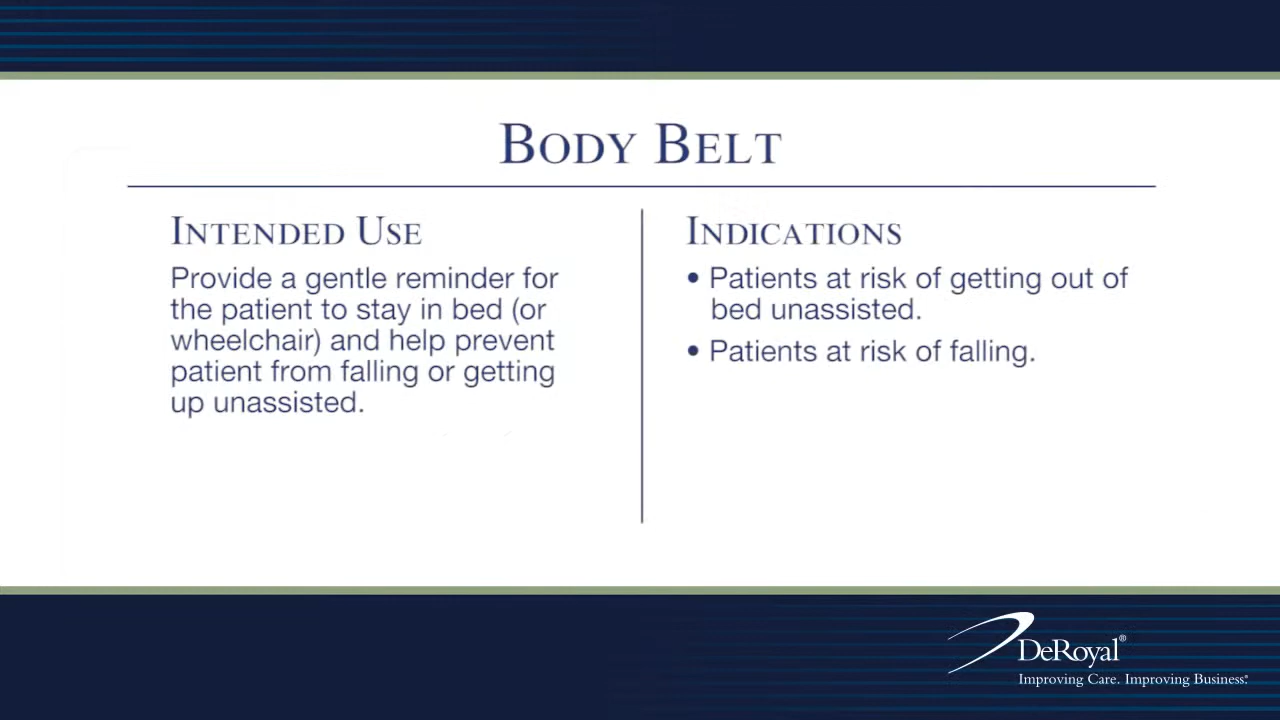 BODY BELT
INTENDED USE
Provide a gentle reminder for
the patient to stay in bed (or
wheelchair) and help prevent
patient from falling or getting
up unassisted.
INDICATIONS
• Patients at risk of getting out of
bed unassisted.
• Patients at risk of falling.
DeRoyal®
Improving Care. Improving Business.®